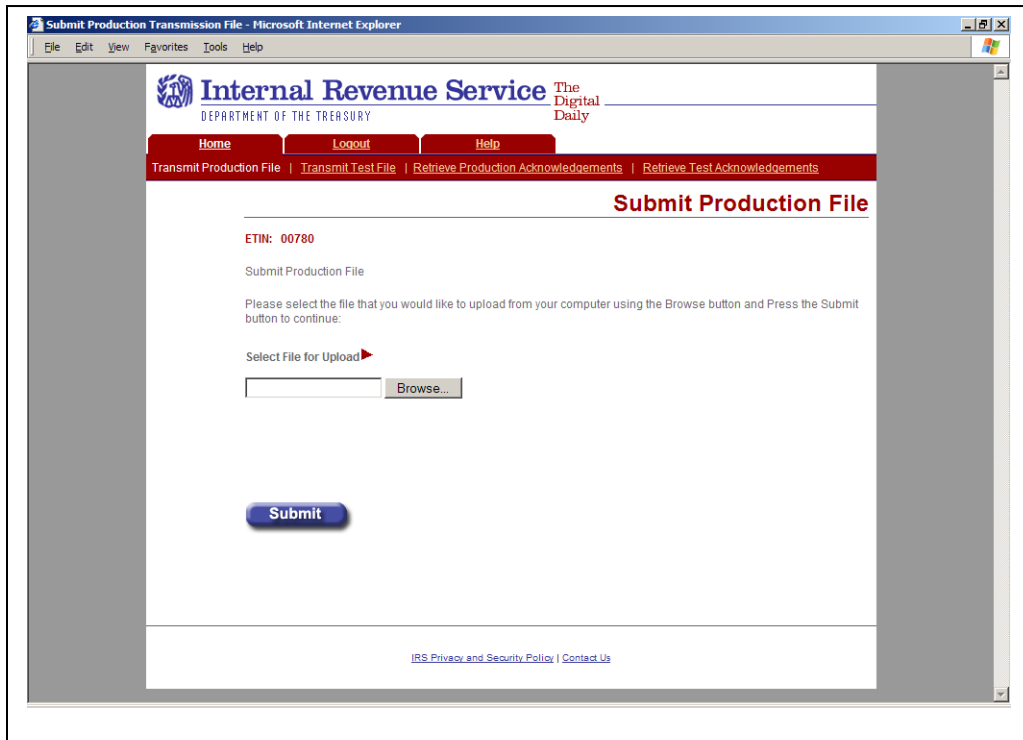 Submit Production Transmission File - Microsoft Internet Explorer
File Edit View Favorites Tools Help
Internal Revenue Service
DEPARTMENT OF THE TREASURY
The
Digital
Daily
Home Logout Help
Transmit Production File | Transmit Test File | Retrieve Production Acknowledgements | Retrieve Test Acknowledgements
Submit Production File
ETIN: 00780
Submit Production File
Please select the file that you would like to upload from your computer using the Browse button and Press the Submit
button to continue:
Select File for Upload
Browse...
Submit
IRS Privacy and Security Policy | Contact Us